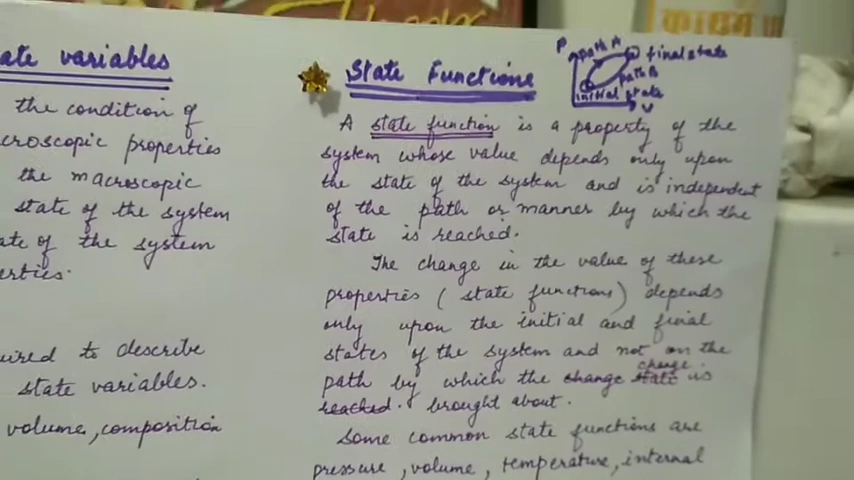 ate variables
the condition of
croscopic properties
the macroscopic
state of the system
ate of the system
erties.
uired to describe
state variables.
volume, composition
State Functions
P path A final state
path B
initial state
V
A state function is a property of the
system whose value depends only upon
the state of the system and is independent
of the path or manner by which the
state is reached.
The change in the value of these
properties (state functions) depends
only upon the initial and final
states of the system and not on the
path by which the change state change is
reached. brought about.
Some common state functions are
pressure, volume, temperature, internal